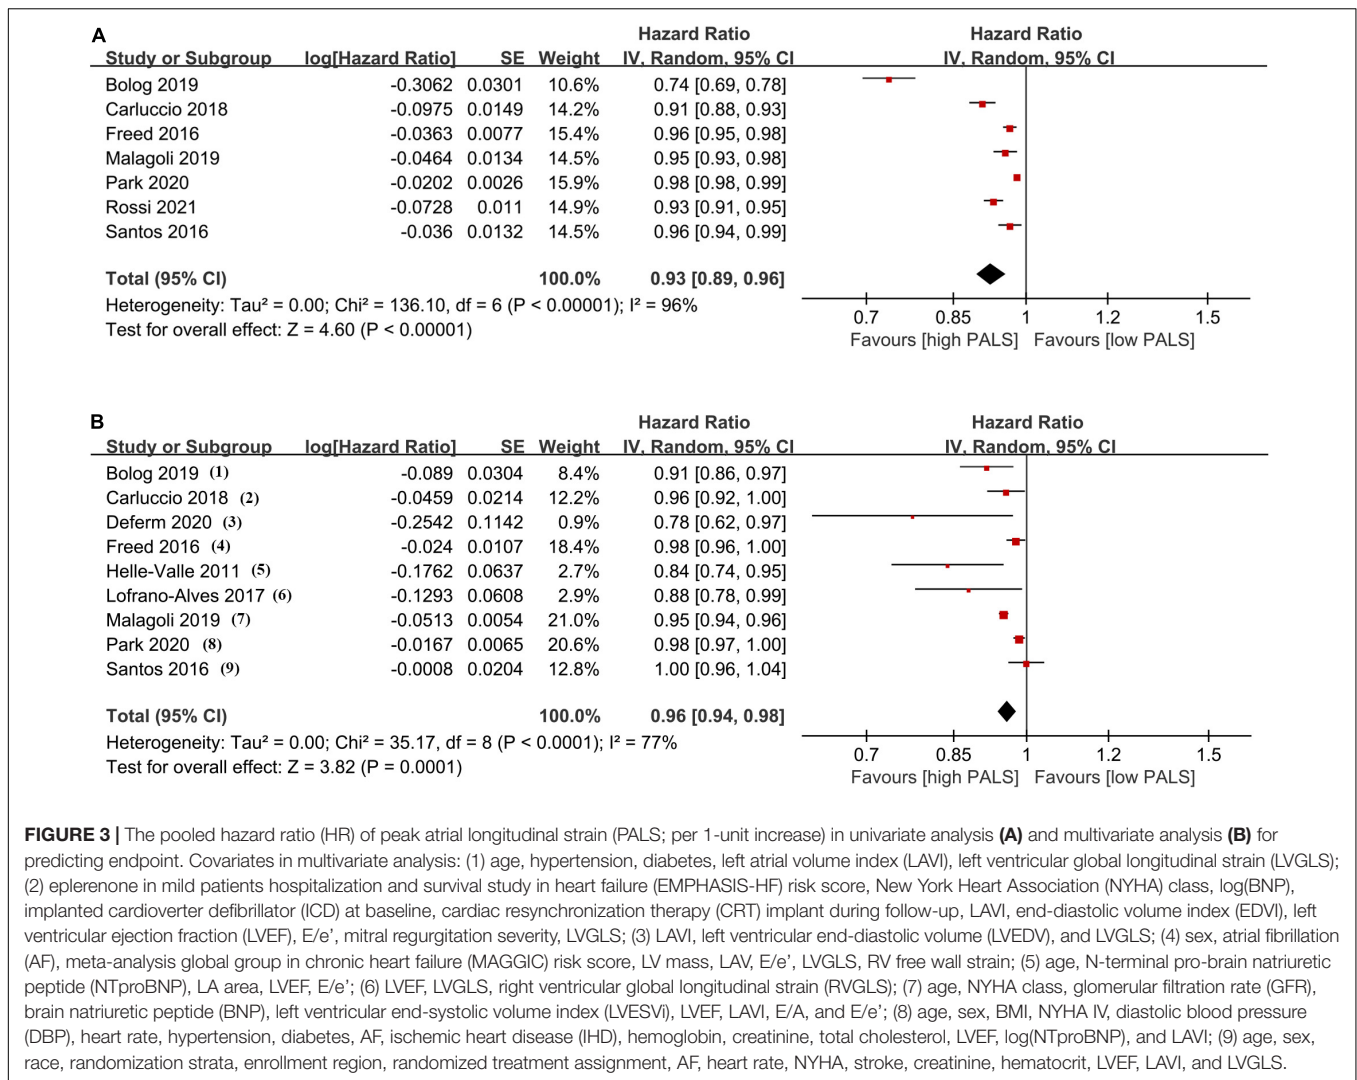 A
Hazard Ratio Hazard Ratio
Study or Subgroup log[Hazard Ratio] SE Weight IV, Random, 95% CI IV, Random, 95% CI
Bolog 2019 -0.3062 0.0301 10.6% 0.74 [0.69, 0.78]
Carluccio 2018 -0.0975 0.0149 14.2% 0.91 [0.88, 0.93]
Freed 2016 -0.0363 0.0077 15.4% 0.96 [0.95, 0.98]
Malagoli 2019 -0.0464 0.0134 14.5% 0.95 [0.93, 0.98]
Park 2020 -0.0202 0.0026 15.9% 0.98 [0.98, 0.99]
Rossi 2021 -0.0728 0.011 14.9% 0.93 [0.91, 0.95]
Santos 2016 -0.036 0.0132 14.5% 0.96 [0.94, 0.99]
Total (95% CI) 100.0% 0.93 [0.89, 0.96]
Heterogeneity: Tau² = 0.00; Chi² = 136.10, df = 6 (P < 0.00001); I² = 96%
Test for overall effect: Z = 4.60 (P < 0.00001)
0.7 0.85 1 1.2 1.5
Favours [high PALS] Favours [low PALS]
B
Hazard Ratio Hazard Ratio
Study or Subgroup log[Hazard Ratio] SE Weight IV, Random, 95% CI IV, Random, 95% CI
Bolog 2019 (1) -0.089 0.0304 8.4% 0.91 [0.86, 0.97]
Carluccio 2018 (2) -0.0459 0.0214 12.2% 0.96 [0.92, 1.00]
Deferm 2020 (3) -0.2542 0.1142 0.9% 0.78 [0.62, 0.97]
Freed 2016 (4) -0.024 0.0107 18.4% 0.98 [0.96, 1.00]
Helle-Valle 2011 (5) -0.1762 0.0637 2.7% 0.84 [0.74, 0.95]
Lofrano-Alves 2017 (6) -0.1293 0.0608 2.9% 0.88 [0.78, 0.99]
Malagoli 2019 (7) -0.0513 0.0054 21.0% 0.95 [0.94, 0.96]
Park 2020 (8) -0.0167 0.0065 20.6% 0.98 [0.97, 1.00]
Santos 2016 (9) -0.0008 0.0204 12.8% 1.00 [0.96, 1.04]
Total (95% CI) 100.0% 0.96 [0.94, 0.98]
Heterogeneity: Tau² = 0.00; Chi² = 35.17, df = 8 (P < 0.0001); I² = 77%
Test for overall effect: Z = 3.82 (P = 0.0001)
0.7 0.85 1 1.2 1.5
Favours [high PALS] Favours [low PALS]
FIGURE 3 | The pooled hazard ratio (HR) of peak atrial longitudinal strain (PALS; per 1-unit increase) in univariate analysis (A) and multivariate analysis (B) for
predicting endpoint. Covariates in multivariate analysis: (1) age, hypertension, diabetes, left atrial volume index (LAVI), left ventricular global longitudinal strain (LVGLS);
(2) eplerenone in mild patients hospitalization and survival study in heart failure (EMPHASIS-HF) risk score, New York Heart Association (NYHA) class, log(BNP),
implanted cardioverter defibrillator (ICD) at baseline, cardiac resynchronization therapy (CRT) implant during follow-up, LAVI, end-diastolic volume index (EDVI), left
ventricular ejection fraction (LVEF), E/e’, mitral regurgitation severity, LVGLS; (3) LAVI, left ventricular end-diastolic volume (LVEDV), and LVGLS; (4) sex, atrial fibrillation
(AF), meta-analysis global group in chronic heart failure (MAGGIC) risk score, LV mass, LAV, E/e’, LVGLS, RV free wall strain; (5) age, N-terminal pro-brain natriuretic
peptide (NTproBNP), LA area, LVEF, E/e’; (6) LVEF, LVGLS, right ventricular global longitudinal strain (RVGLS); (7) age, NYHA class, glomerular filtration rate (GFR),
brain natriuretic peptide (BNP), left ventricular end-systolic volume index (LVESVi), LVEF, LAVI, E/A, and E/e’; (8) age, sex, BMI, NYHA IV, diastolic blood pressure
(DBP), heart rate, hypertension, diabetes, AF, ischemic heart disease (IHD), hemoglobin, creatinine, total cholesterol, LVEF, log(NTproBNP), and LAVI; (9) age, sex,
race, randomization strata, enrollment region, randomized treatment assignment, AF, heart rate, NYHA, stroke, creatinine, hematocrit, LVEF, LAVI, and LVGLS.